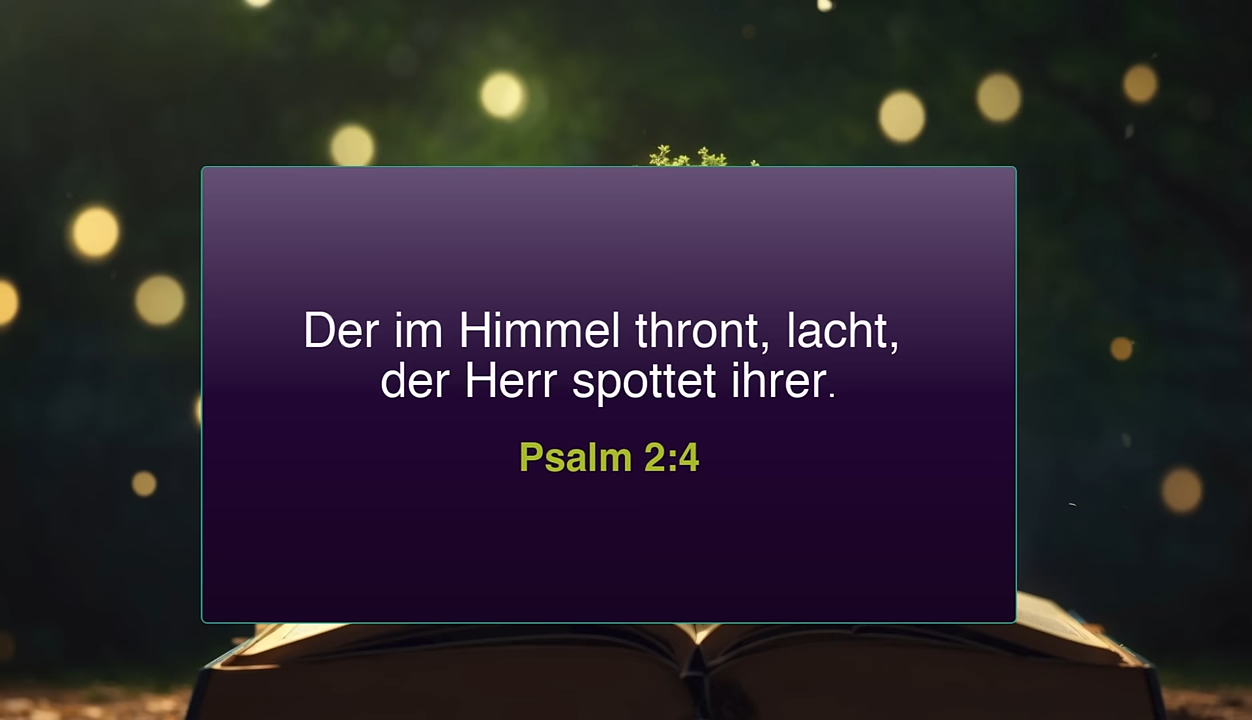 Der im Himmel thront, lacht,
der Herr spottet ihrer.
Psalm 2:4